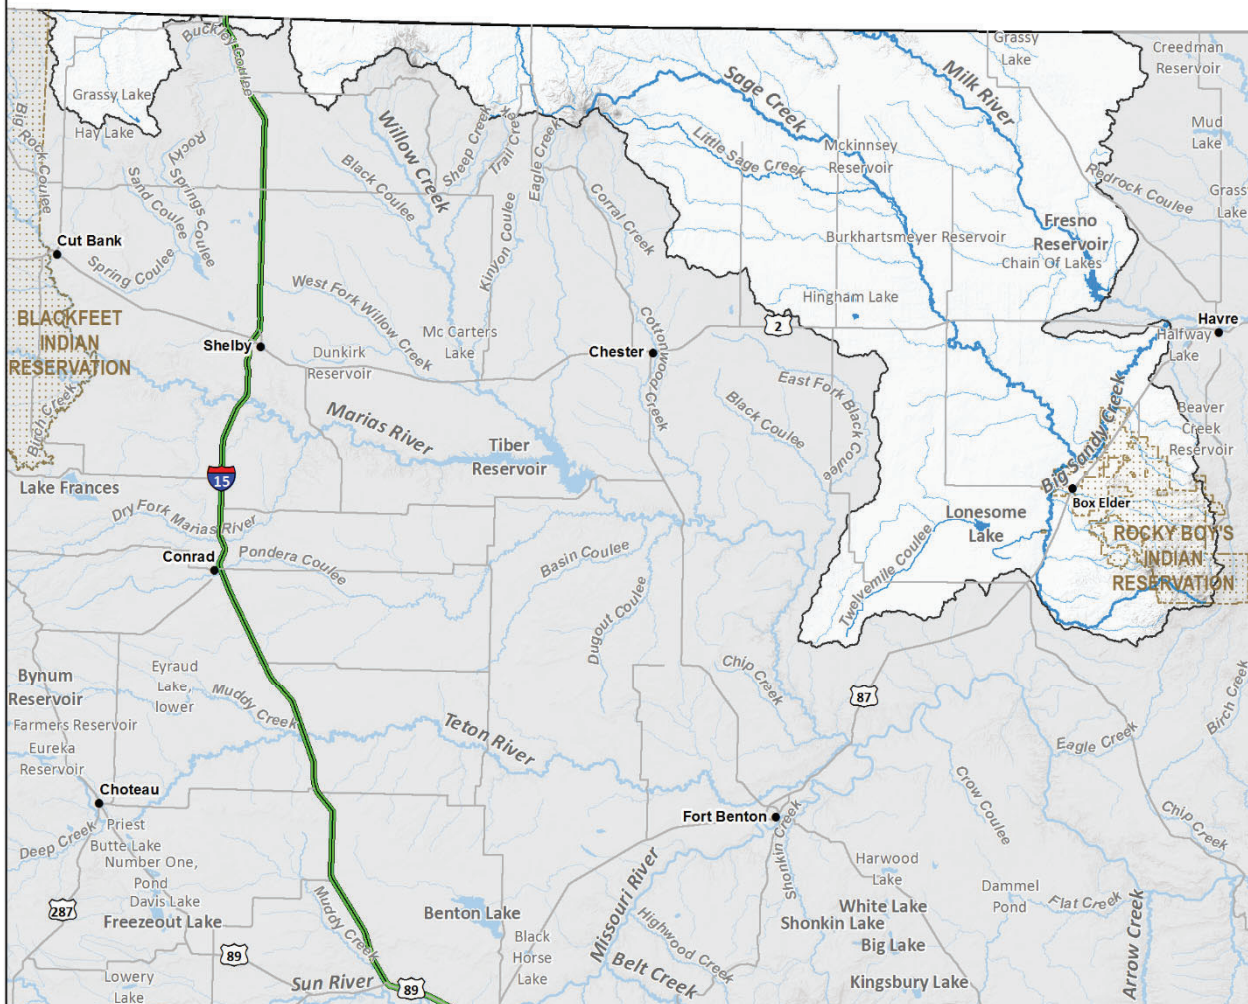 Buckley Coulee
Grassy Lake
Hay Lake
Big Rock Coulee
Rocky Springs Coulee
Sand Coulee
Cut Bank
Spring Coulee
BLACKFEET
INDIAN
RESERVATION
Birch Creek
Shelby
Dunkirk
Reservoir
West Fork Willow Creek
Black Coulee
Willow Creek
Sheep Creek
Trail Creek
Eagle Creek
Kinyon Coulee
Corral Creek
Mc Carters
Lake
Chester
Cottonwood Creek
Sage Creek
Little Sage Creek
Mckinnsey
Reservoir
Milk River
Grassy
Lake
Creedman
Reservoir
Mud
Lake
Redrock Coulee
Grass
Lake
Fresno
Reservoir
Burkhartsmeyer Reservoir
Chain Of Lakes
Hingham Lake
2
Havre
Halfway
Lake
Beaver
Creek
Reservoir
East Fork Black Coulee
Black Coulee
Big Sandy Creek
Box Elder
ROCKY BOY'S
INDIAN
RESERVATION
Lonesome
Lake
Twelvemile Coulee
Marias River
Tiber
Reservoir
15
Lake Frances
Dry Fork Marias River
Conrad
Pondera Coulee
Basin Coulee
Dugout Coulee
Chip Creek
87
Bynum
Reservoir
Eyraud
Lake,
lower
Muddy Creek
Farmers Reservoir
Eureka
Reservoir
Teton River
Choteau
Deep Creek
Priest
Butte Lake
Number One,
Pond
Davis Lake
Freezeout Lake
287
89
Lowery
Lake
Muddy Creek
Sun River
89
Benton Lake
Black
Horse
Lake
Fort Benton
Missouri River
Shonkin Creek
Highwood Creek
Belt Creek
Harwood
Lake
White Lake
Shonkin Lake
Big Lake
Kingsbury Lake
Crow Coulee
Dammel
Pond
Flat Creek
Arrow Creek
Eagle Creek
Birch Creek
Chip Creek